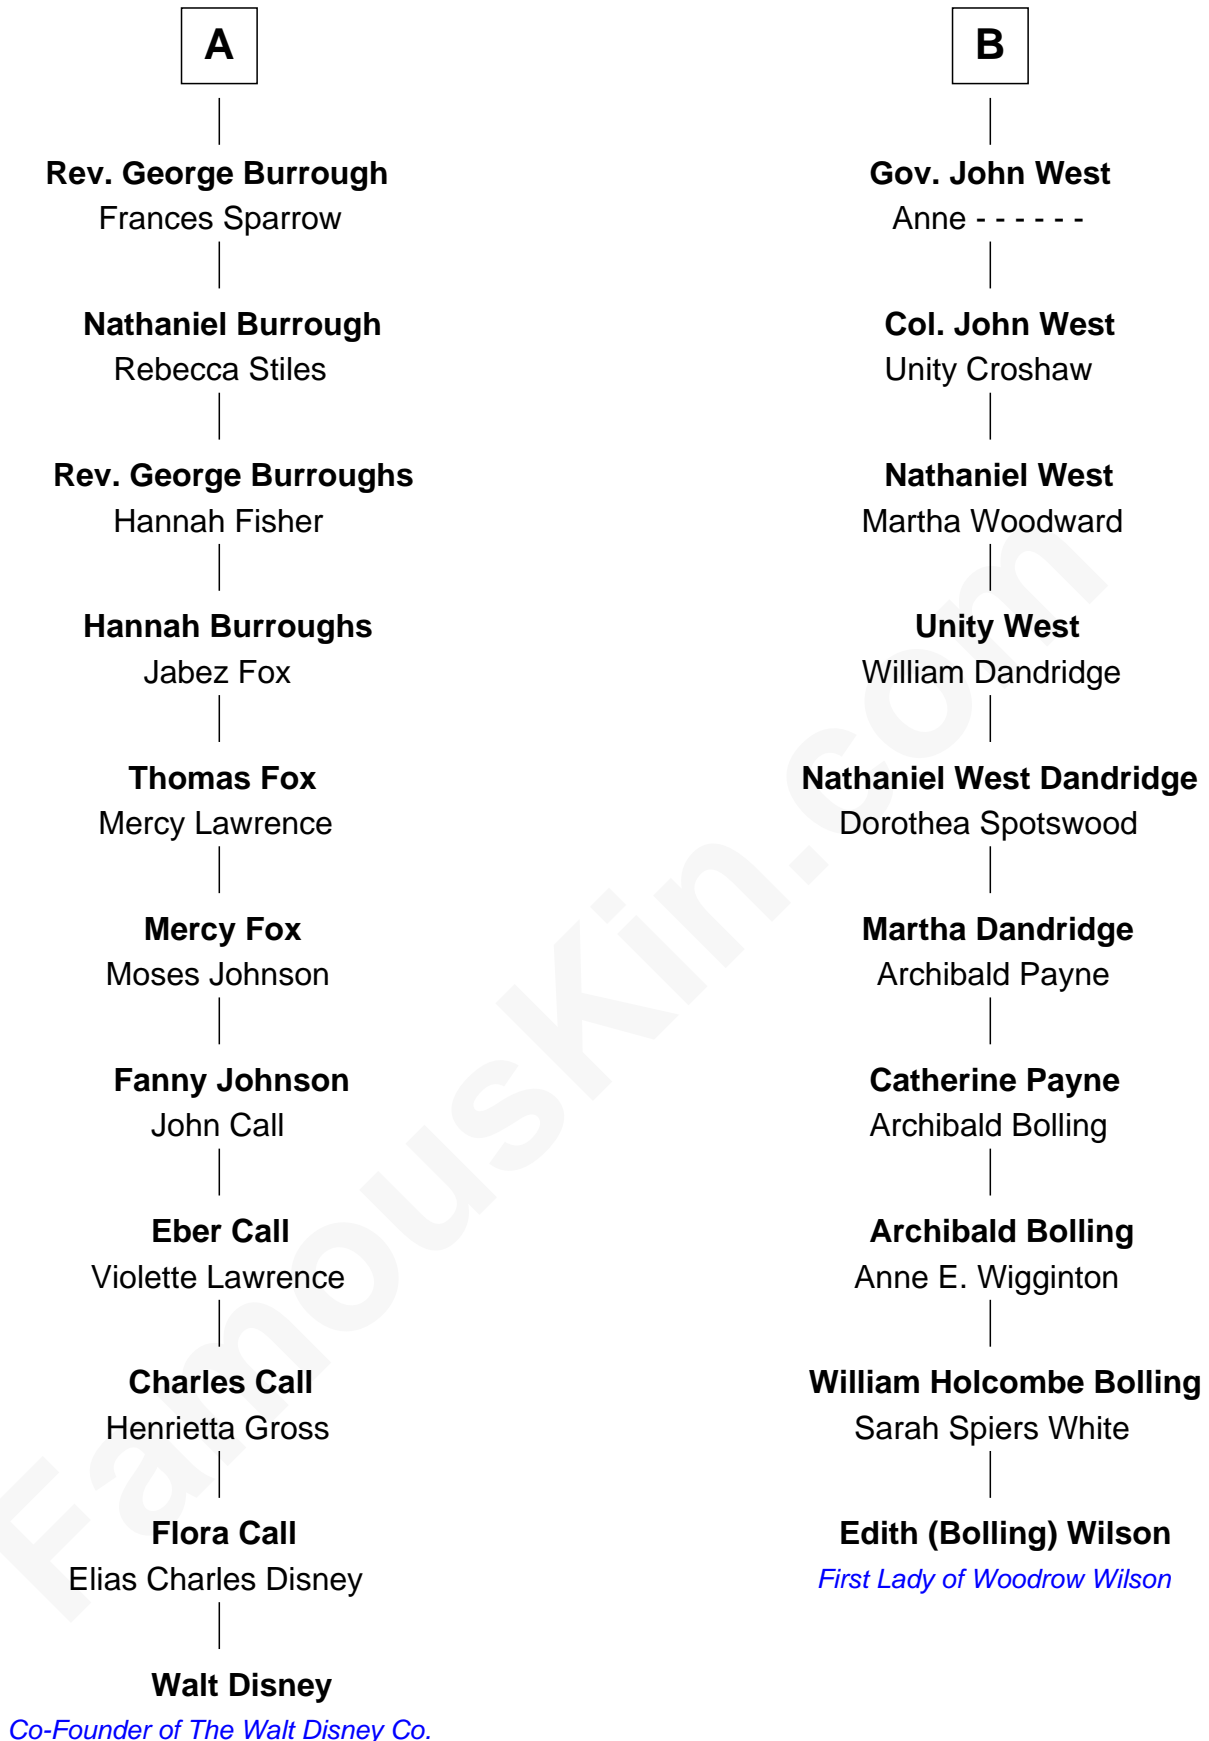 A
Rev. George Burrough
Frances Sparrow
Nathaniel Burrough
Rebecca Stiles
Rev. George Burroughs
Hannah Fisher
Hannah Burroughs
Jabez Fox
Thomas Fox
Mercy Lawrence
Mercy Fox
Moses Johnson
Fanny Johnson
John Call
Eber Call
Violette Lawrence
Charles Call
Henrietta Gross
Flora Call
Elias Charles Disney
Walt Disney
Co-Founder of The Walt Disney Co.
B
Gov. John West
Anne - - - - - -
Col. John West
Unity Croshaw
Nathaniel West
Martha Woodward
Unity West
William Dandridge
Nathaniel West Dandridge
Dorothea Spotswood
Martha Dandridge
Archibald Payne
Catherine Payne
Archibald Bolling
Archibald Bolling
Anne E. Wigginton
William Holcombe Bolling
Sarah Spiers White
Edith (Bolling) Wilson
First Lady of Woodrow Wilson
FamousKin.com